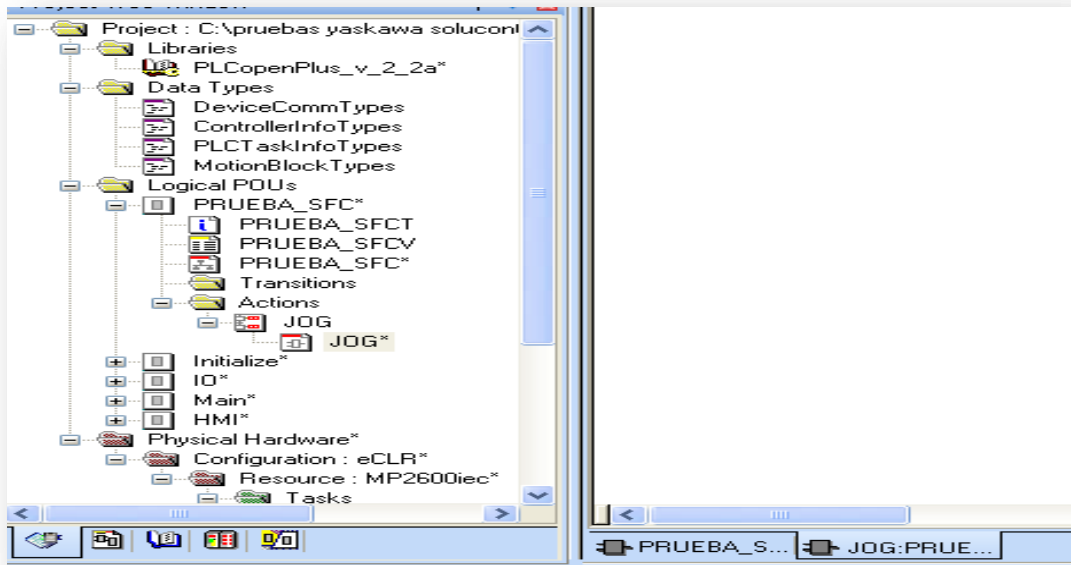 Project : C:\pruebas yaskawa solucont
Libraries
PLCopenPlus_v_2_2a*
Data Types
DeviceCommTypes
ControllerInfoTypes
PLCTaskInfoTypes
MotionBlockTypes
Logical POUs
PRUEBA_SFC*
PRUEBA_SFCT
PRUEBA_SFCV
PRUEBA_SFC*
Transitions
Actions
JOG
JOG*
Initialize*
IO*
Main*
HMI*
Physical Hardware*
Configuration : eCLR*
Resource : MP2600iec*
Tasks
PRUEBA_S... JOG:PRUE...